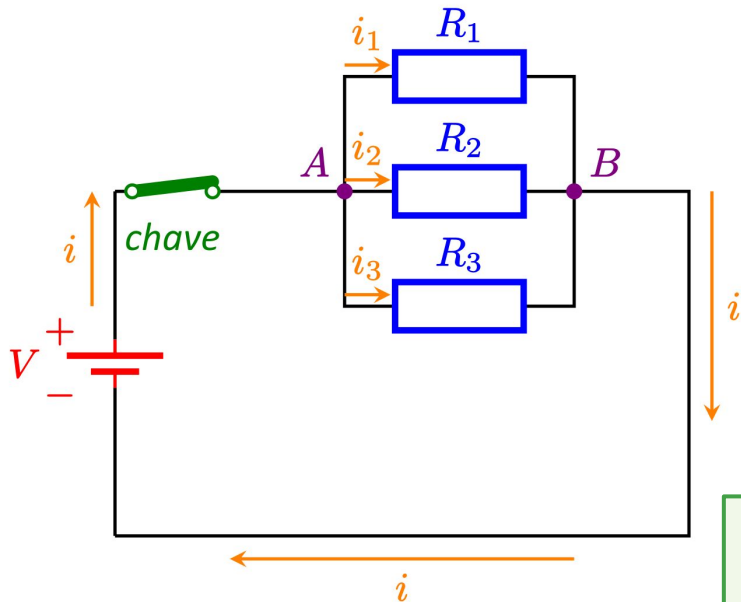 i₁
R₁
A
i₂
R₂
B
chave
i
i₃
R₃
i
V
+
−
i